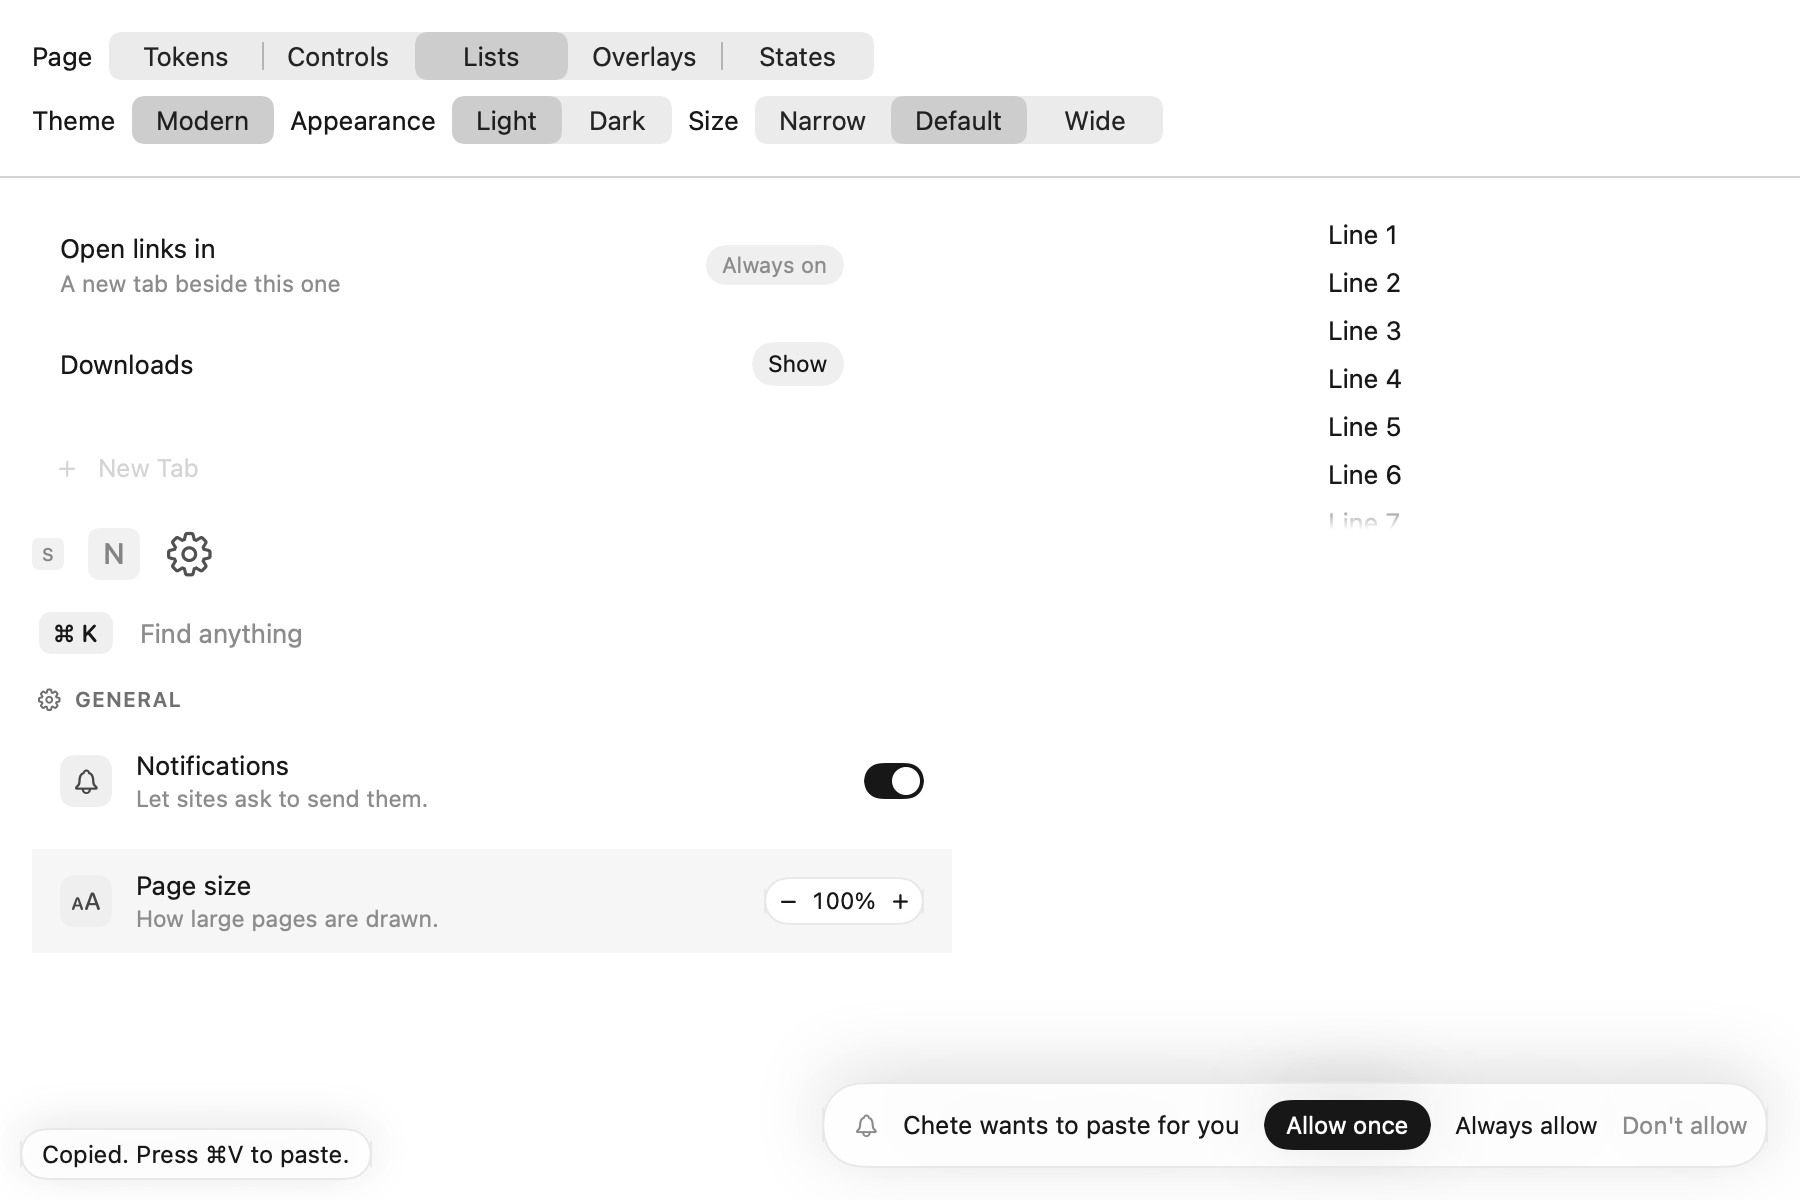 Page Tokens Controls Lists Overlays States
Theme Modern Appearance Light Dark Size Narrow Default Wide
Open links in
A new tab beside this one
Always on
Downloads
Show
+ New Tab
S N
⌘ K Find anything
GENERAL
Notifications
Let sites ask to send them.
AA
Page size
How large pages are drawn.
− 100% +
Line 1
Line 2
Line 3
Line 4
Line 5
Line 6
Line 7
Copied. Press ⌘V to paste.
Chete wants to paste for you Allow once Always allow Don't allow